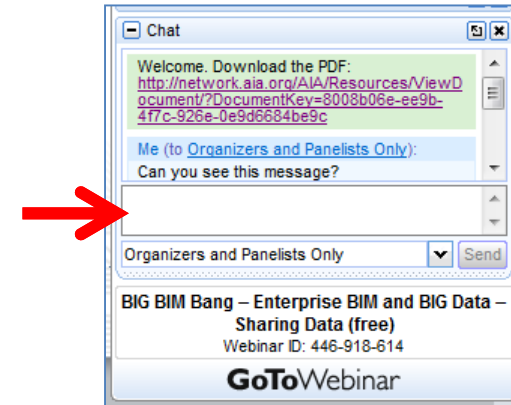 Chat
Welcome. Download the PDF:
http://network.aia.org/AIA/Resources/ViewD
ocument/?DocumentKey=8008b06e-ee9b-
4f7c-926e-0e9d6684be9c
Me (to Organizers and Panelists Only):
Can you see this message?
Organizers and Panelists Only
Send
BIG BIM Bang – Enterprise BIM and BIG Data –
Sharing Data (free)
Webinar ID: 446-918-614
GoToWebinar